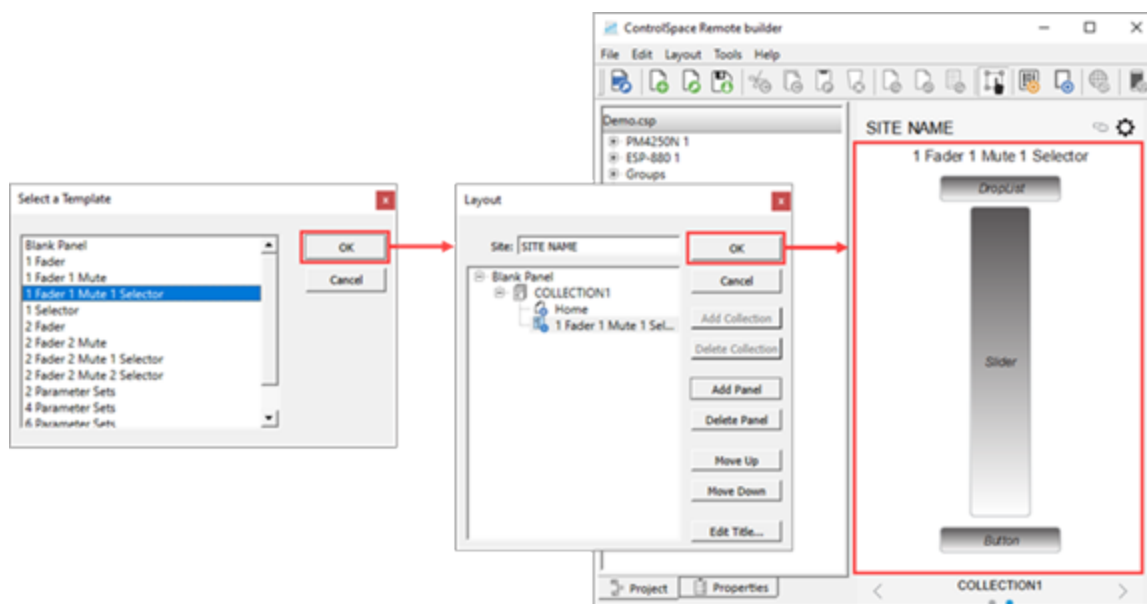 ControlSpace Remote builder
File Edit Layout Tools Help
Demo.csp
PM4250N 1
ESP-880 1
Groups
SITE NAME
1 Fader 1 Mute 1 Selector
DropList
Slider
Button
COLLECTION1
Project
Properties
Select a Template
Blank Panel
1 Fader
1 Fader 1 Mute
1 Fader 1 Mute 1 Selector
1 Selector
2 Fader
2 Fader 2 Mute
2 Fader 2 Mute 1 Selector
2 Fader 2 Mute 2 Selector
2 Parameter Sets
4 Parameter Sets
6 Parameter Sets
OK
Cancel
Layout
Site: SITE NAME
Blank Panel
COLLECTION1
Home
1 Fader 1 Mute 1 Sel...
OK
Cancel
Add Collection
Delete Collection
Add Panel
Delete Panel
Move Up
Move Down
Edit Title...